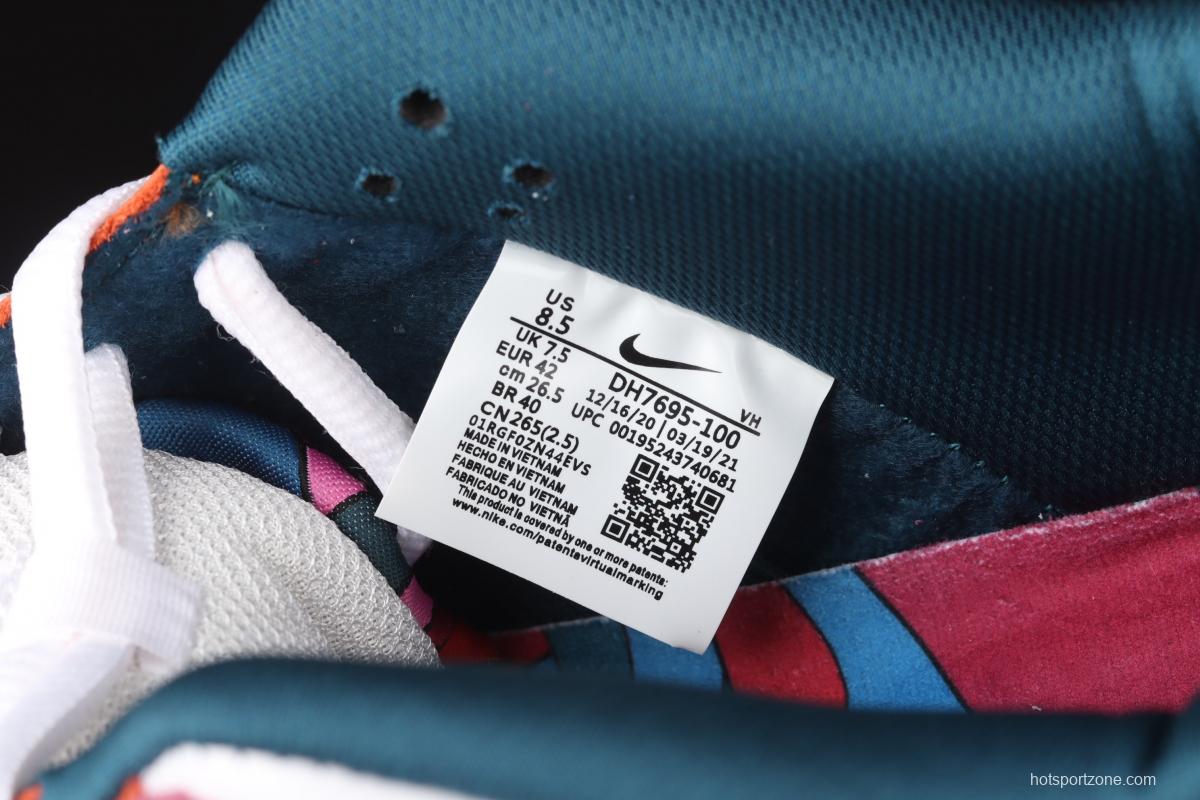 US
8.5
UK 7.5
EUR 42
cm 26.5
BR 40
CN 265(2.5)
DH7695-100 VH
12/16/20 | 03/19/21
UPC 00195243740681
01RGF0ZN44EVS
MADE IN VIETNAM
HECHO EN VIETNAM
FABRIQUE AU VIETNAM
FABRICADO NO VIETNÃ
This product is covered by one or more patents:
www.nike.com/patentsvirtualmarking
hotsportzone.com